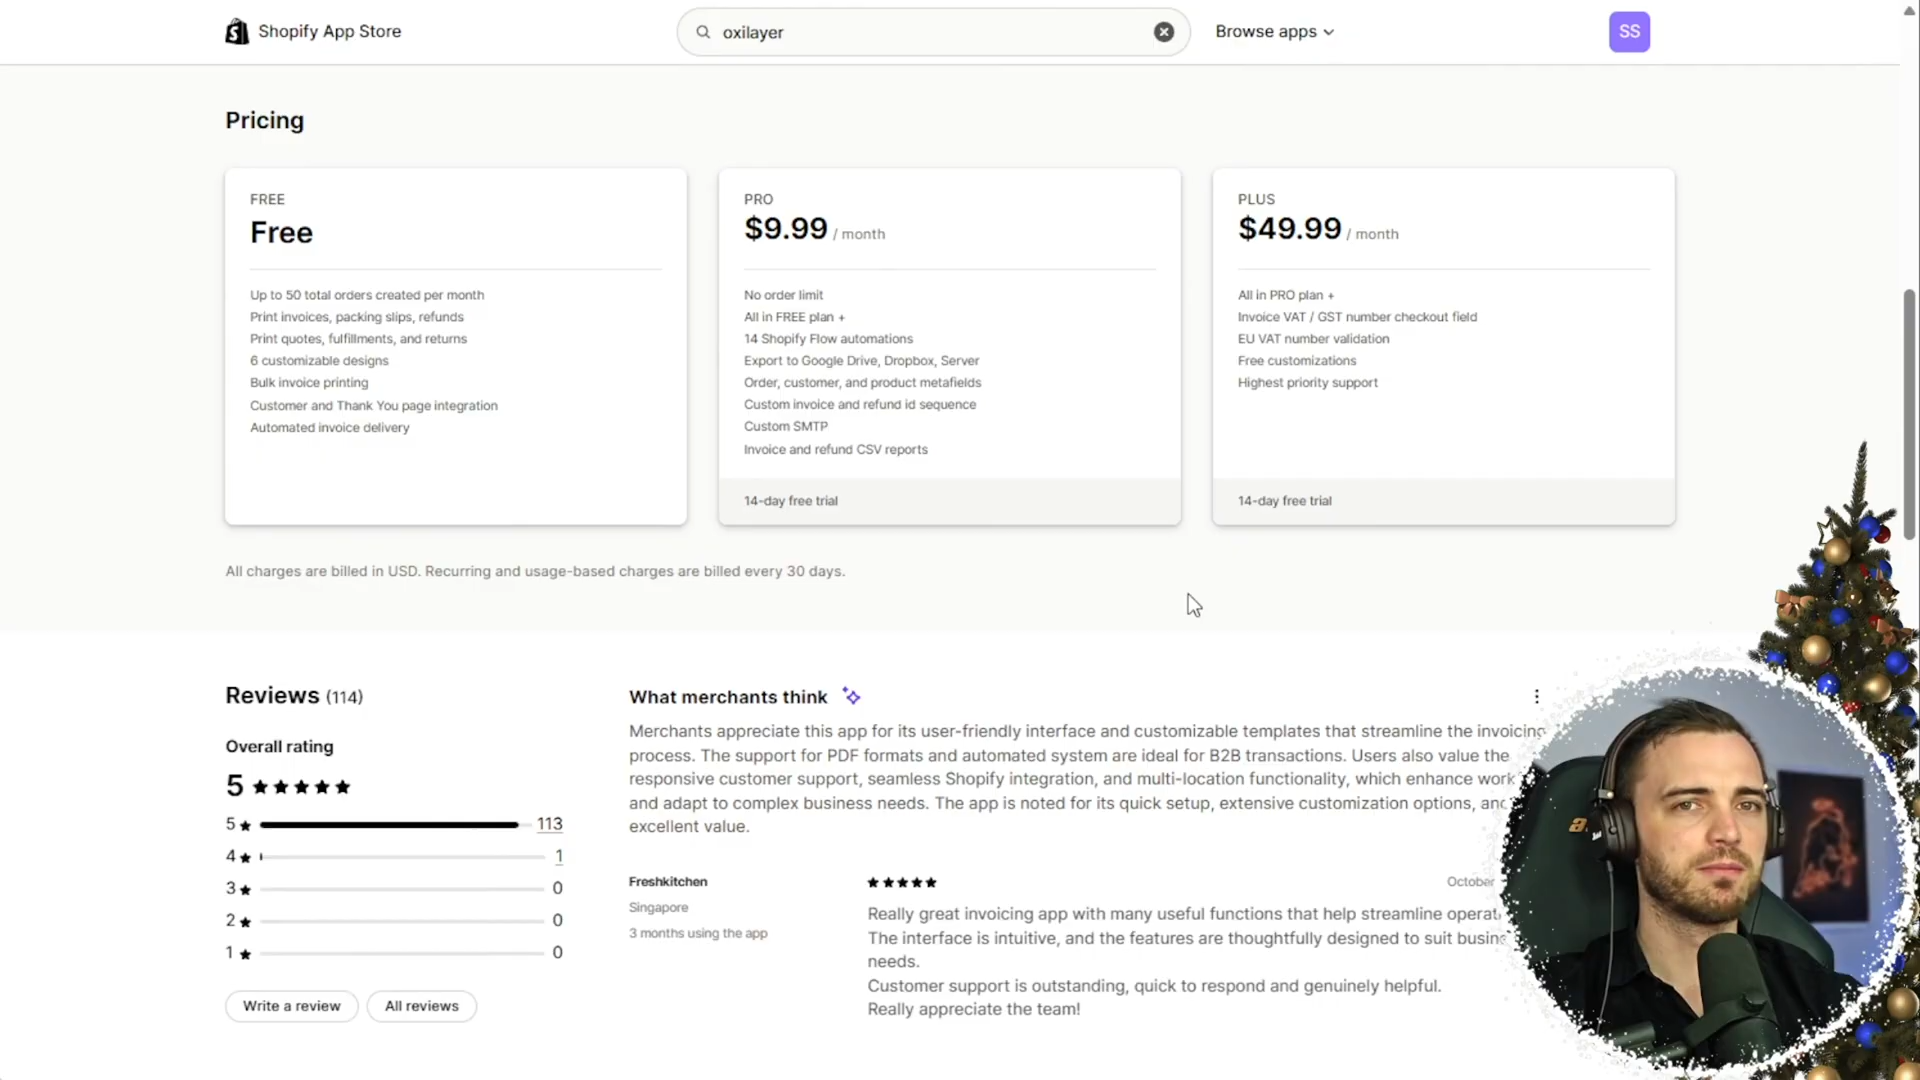 Shopify App Store
oxilayer
Browse apps
SS
Pricing
FREE
Free
Up to 50 total orders created per month
Print invoices, packing slips, refunds
Print quotes, fulfillments, and returns
6 customizable designs
Bulk invoice printing
Customer and Thank You page integration
Automated invoice delivery
PRO
$9.99 / month
No order limit
All in FREE plan +
14 Shopify Flow automations
Export to Google Drive, Dropbox, Server
Order, customer, and product metafields
Custom invoice and refund id sequence
Custom SMTP
Invoice and refund CSV reports
14-day free trial
PLUS
$49.99 / month
All in PRO plan +
Invoice VAT / GST number checkout field
EU VAT number validation
Free customizations
Highest priority support
14-day free trial
All charges are billed in USD. Recurring and usage-based charges are billed every 30 days.
Reviews (114)
Overall rating
5
5 113
4 1
3 0
2 0
1 0
Write a review
All reviews
What merchants think
Merchants appreciate this app for its user-friendly interface and customizable templates that streamline the invoicing
process. The support for PDF formats and automated system are ideal for B2B transactions. Users also value the
responsive customer support, seamless Shopify integration, and multi-location functionality, which enhance work
and adapt to complex business needs. The app is noted for its quick setup, extensive customization options, and
excellent value.
Freshkitchen
Singapore
3 months using the app
October
Really great invoicing app with many useful functions that help streamline operat
The interface is intuitive, and the features are thoughtfully designed to suit busin
needs.
Customer support is outstanding, quick to respond and genuinely helpful.
Really appreciate the team!